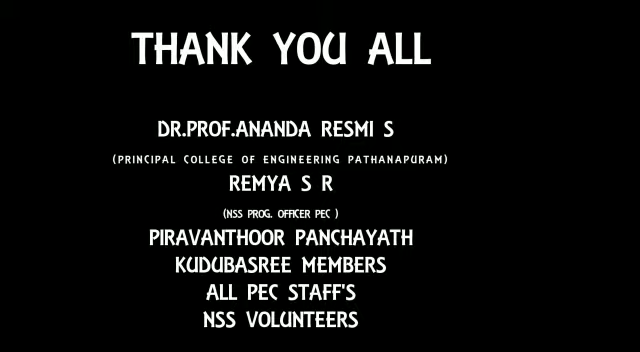 THANK YOU ALL
DR.PROF.ANANDA RESMI S
(PRINCIPAL COLLEGE OF ENGINEERING PATHANAPURAM)
REMYA S R
(NSS PROG. OFFICER PEC )
PIRAVANTHOOR PANCHAYATH
KUDUBASREE MEMBERS
ALL PEC STAFF'S
NSS VOLUNTEERS